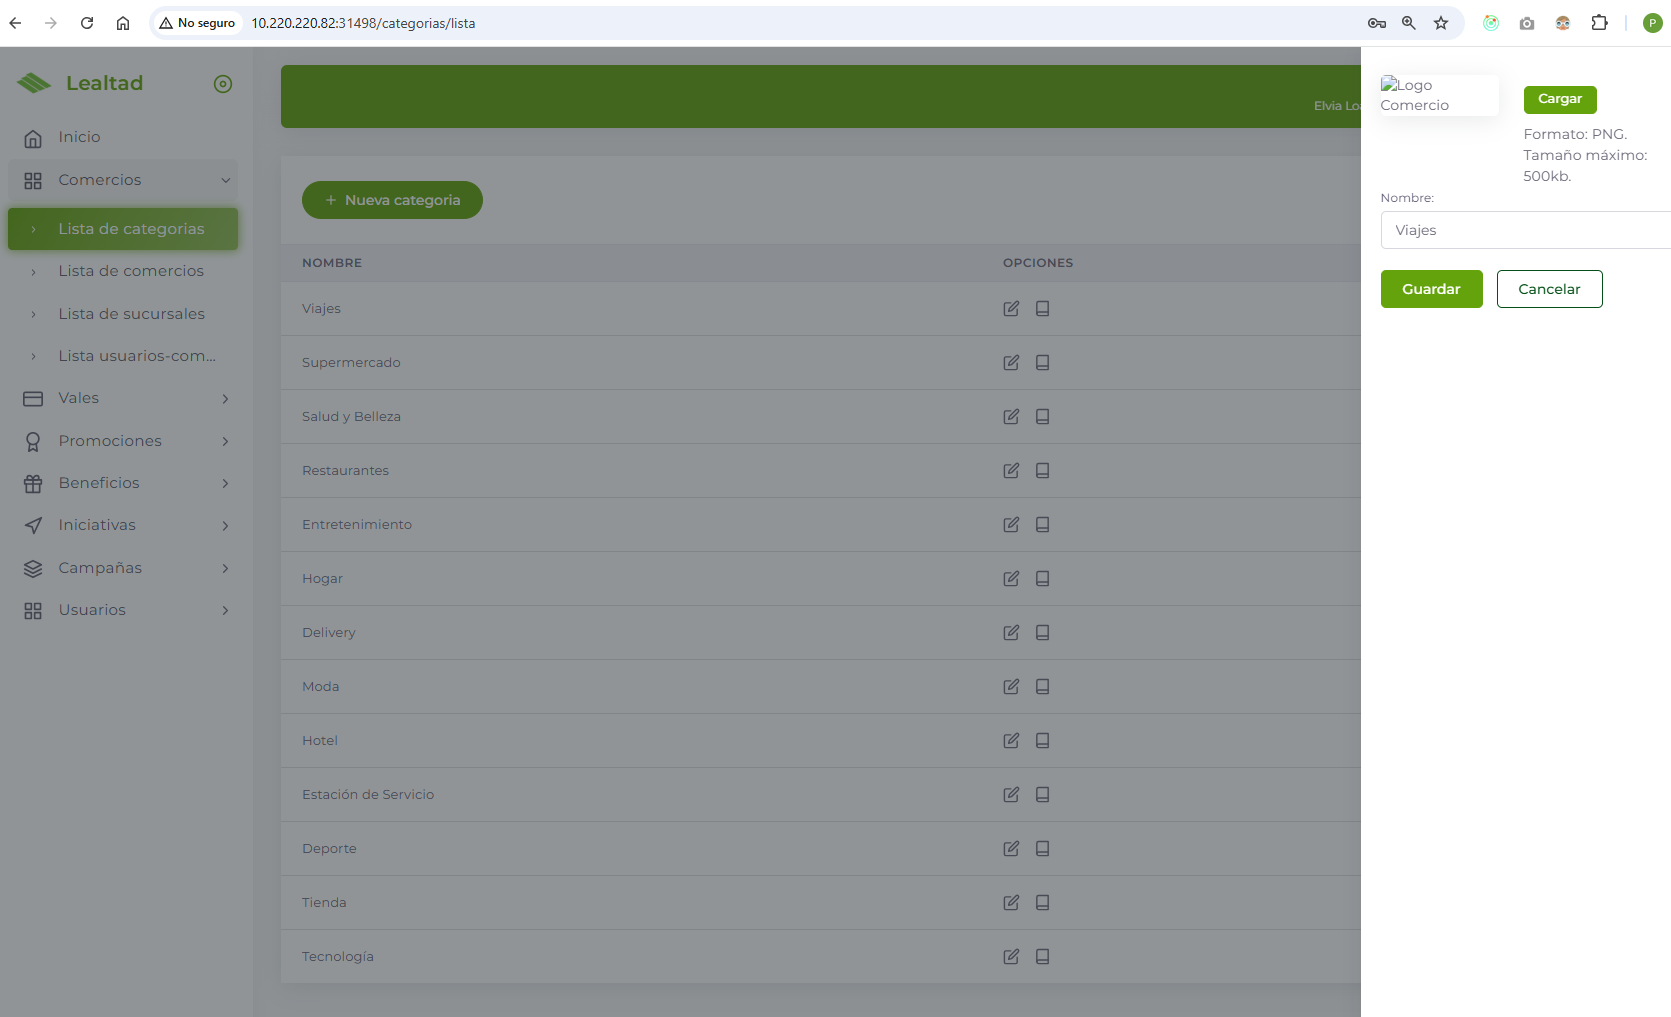 No seguro
10.220.220.82:31498/categorias/lista
P
Lealtad
Inicio
Comercios
Lista de categorias
Lista de comercios
Lista de sucursales
Lista usuarios-com...
Vales
Promociones
Beneficios
Iniciativas
Campañas
Usuarios
Elvia Loa
+ Nueva categoria
NOMBRE OPCIONES
Viajes
Supermercado
Salud y Belleza
Restaurantes
Entretenimiento
Hogar
Delivery
Moda
Hotel
Estación de Servicio
Deporte
Tienda
Tecnología
Logo
Comercio
Cargar
Formato: PNG.
Tamaño máximo:
500kb.
Nombre:
Viajes
Guardar Cancelar